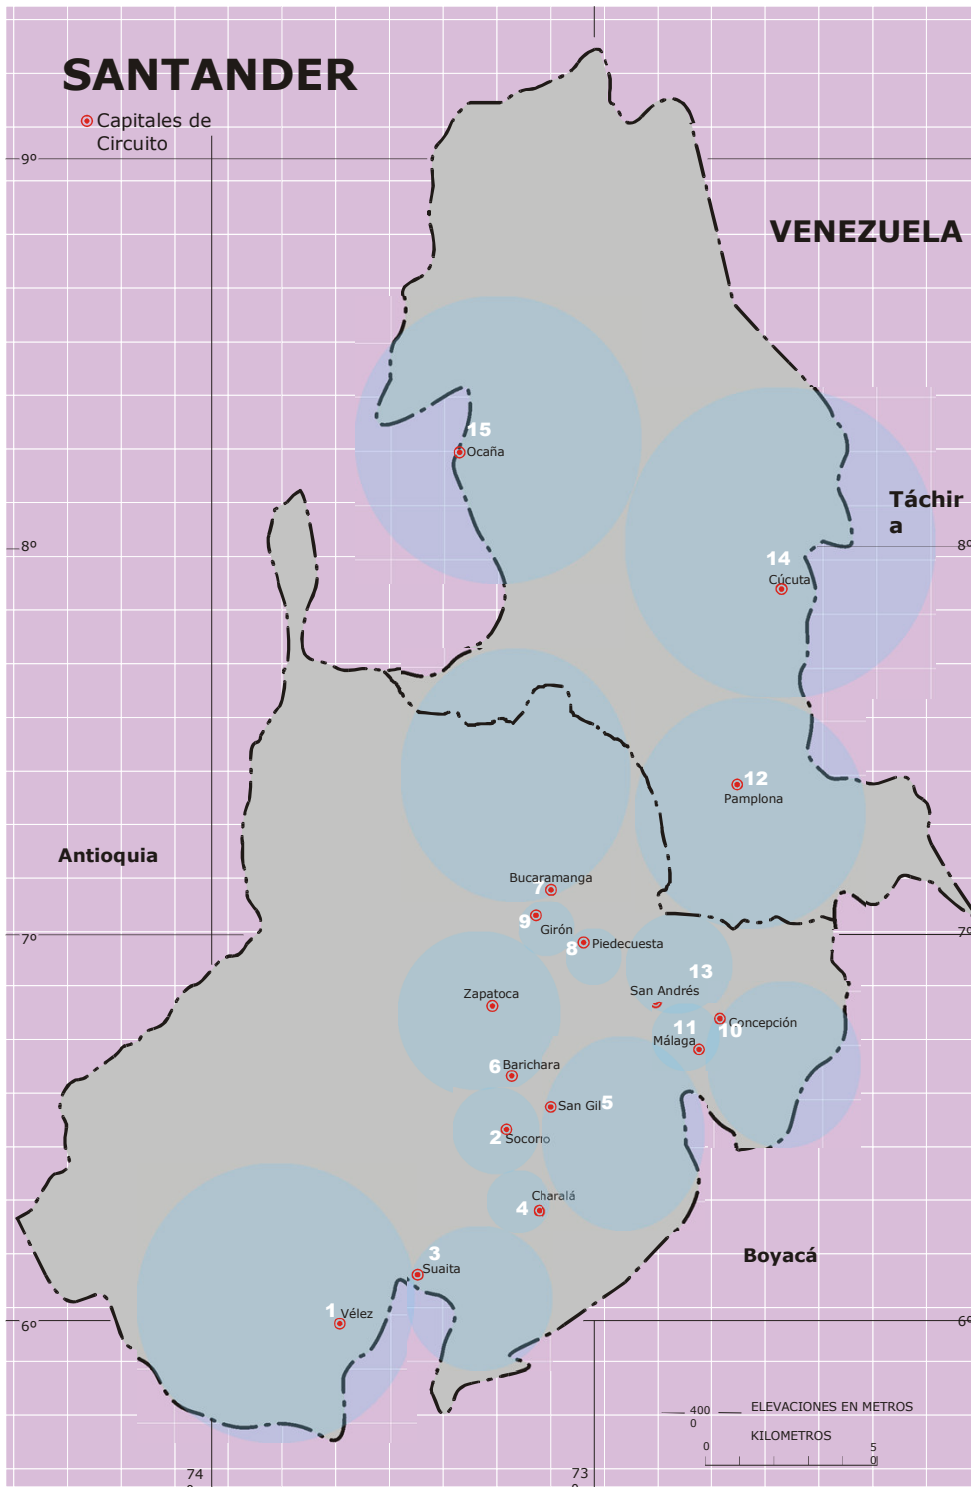 SANTANDER
Capitales de
Circuito
9º
VENEZUELA
15
Ocaña
Táchir
a
8º
8º
14
Cúcuta
12
Pamplona
Antioquia
Bucaramanga
7
9
Girón
7º
7º
8
Piedecuesta
13
San Andrés
Zapatoca
11
10
Concepción
Málaga
6
Barichara
5
San Gil
2
Socorro
Charalá
4
3
Suaita
Boyacá
1
Vélez
6º
6º
400
0
ELEVACIONES EN METROS
KILOMETROS
0
5
0
74
73